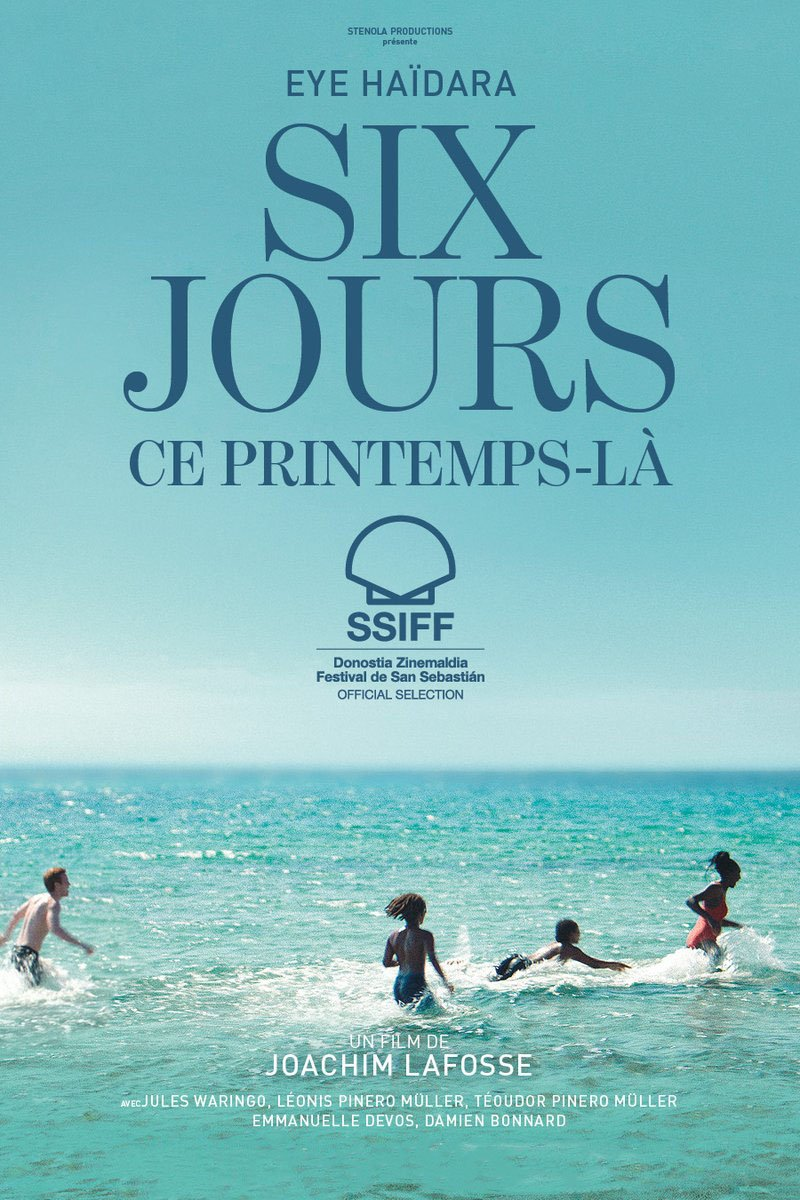 STENOLA PRODUCTIONS
présente
EYE HAÏDARA
SIX
JOURS
CE PRINTEMPS-LÀ
SSIFF
Donostia Zinemaldia
Festival de San Sebastián
OFFICIAL SELECTION
UN FILM DE
JOACHIM LAFOSSE
AVEC JULES WARINGO, LÉONIS PINERO MÜLLER, TÉOUDOR PINERO MÜLLER
EMMANUELLE DEVOS, DAMIEN BONNARD